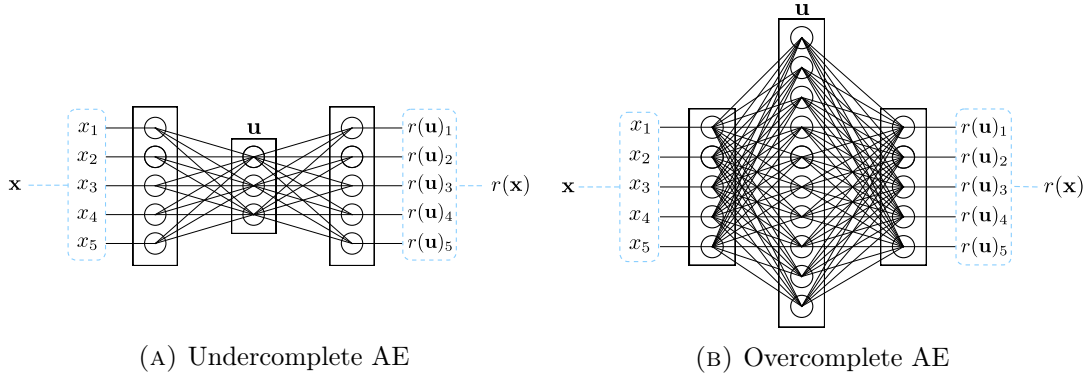 u
x1
x2
x3
x4
x5
x
r(u)1
r(u)2
r(u)3
r(u)4
r(u)5
r(x)
(A) Undercomplete AE
u
x1
x2
x3
x4
x5
x
r(u)1
r(u)2
r(u)3
r(u)4
r(u)5
r(x)
(B) Overcomplete AE